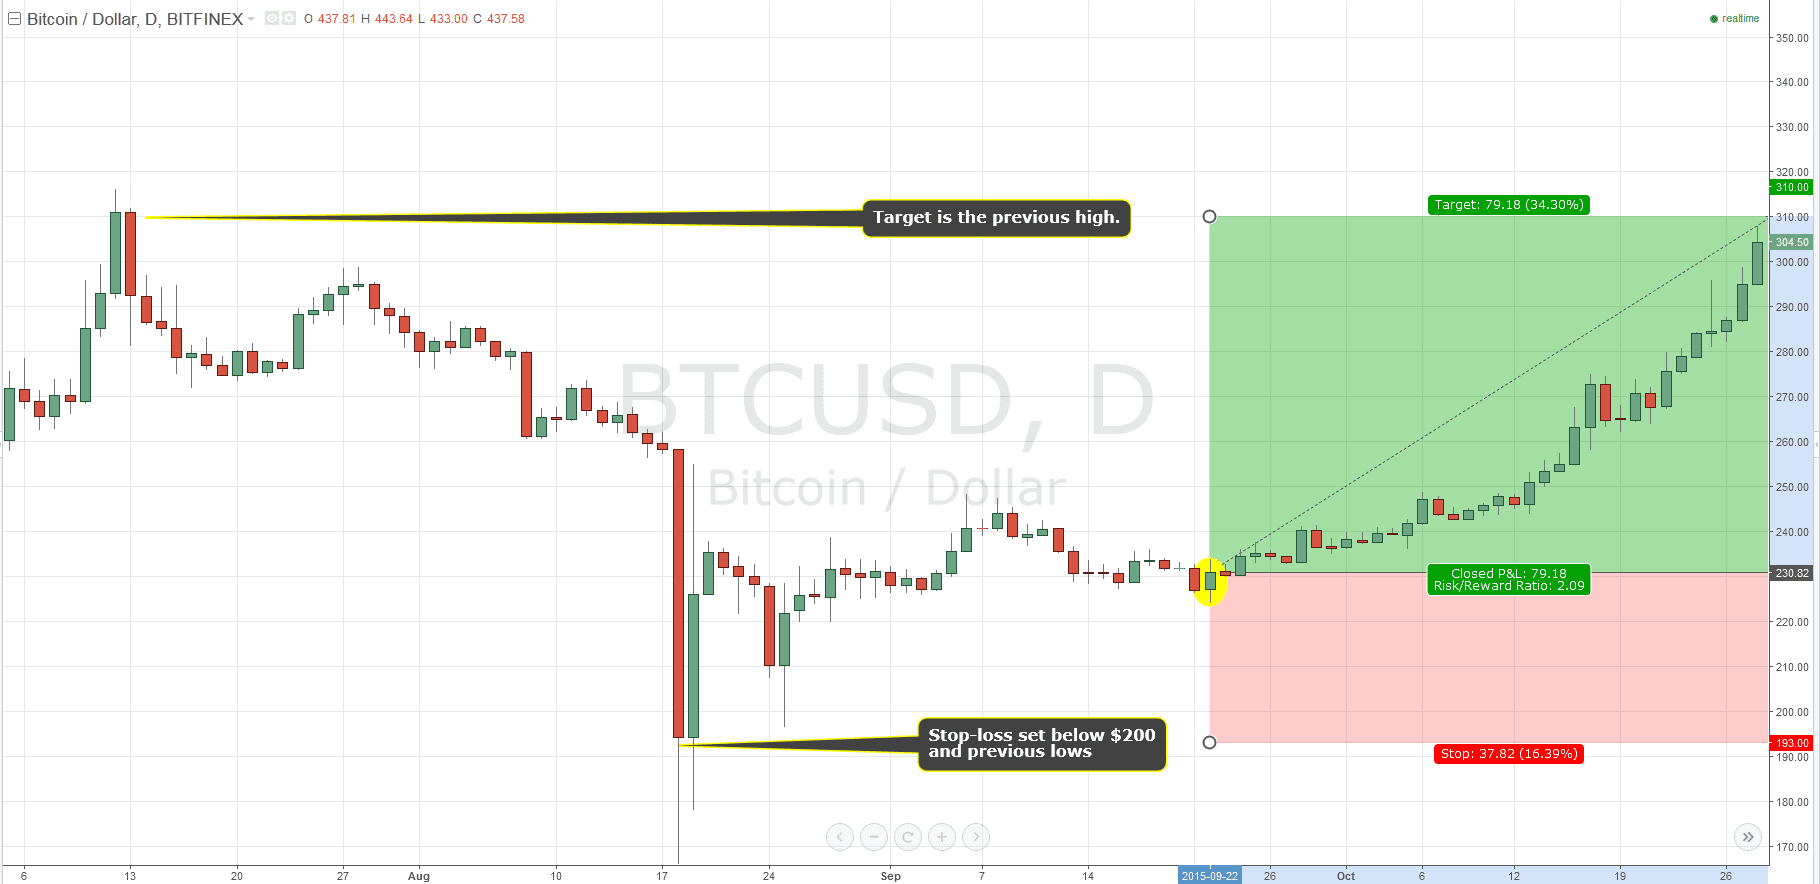 Bitcoin / Dollar, D, BITFINEX O 437.81 H 443.64 L 433.00 C 437.58
realtime
350.00
340.00
330.00
320.00
310.00
310.00
304.50
300.00
290.00
280.00
270.00
260.00
250.00
240.00
230.82
220.00
210.00
200.00
193.00
190.00
180.00
170.00
Target is the previous high.
Target: 79.18 (34.30%)
BTCUSD, D
Bitcoin / Dollar
Closed P&L: 79.18
Risk/Reward Ratio: 2.09
Stop-loss set below $200
and previous lows
Stop: 37.82 (16.39%)
6 13 20 27 Aug 10 17 24 Sep 7 14 2015-09-22 26 Oct 6 12 19 26